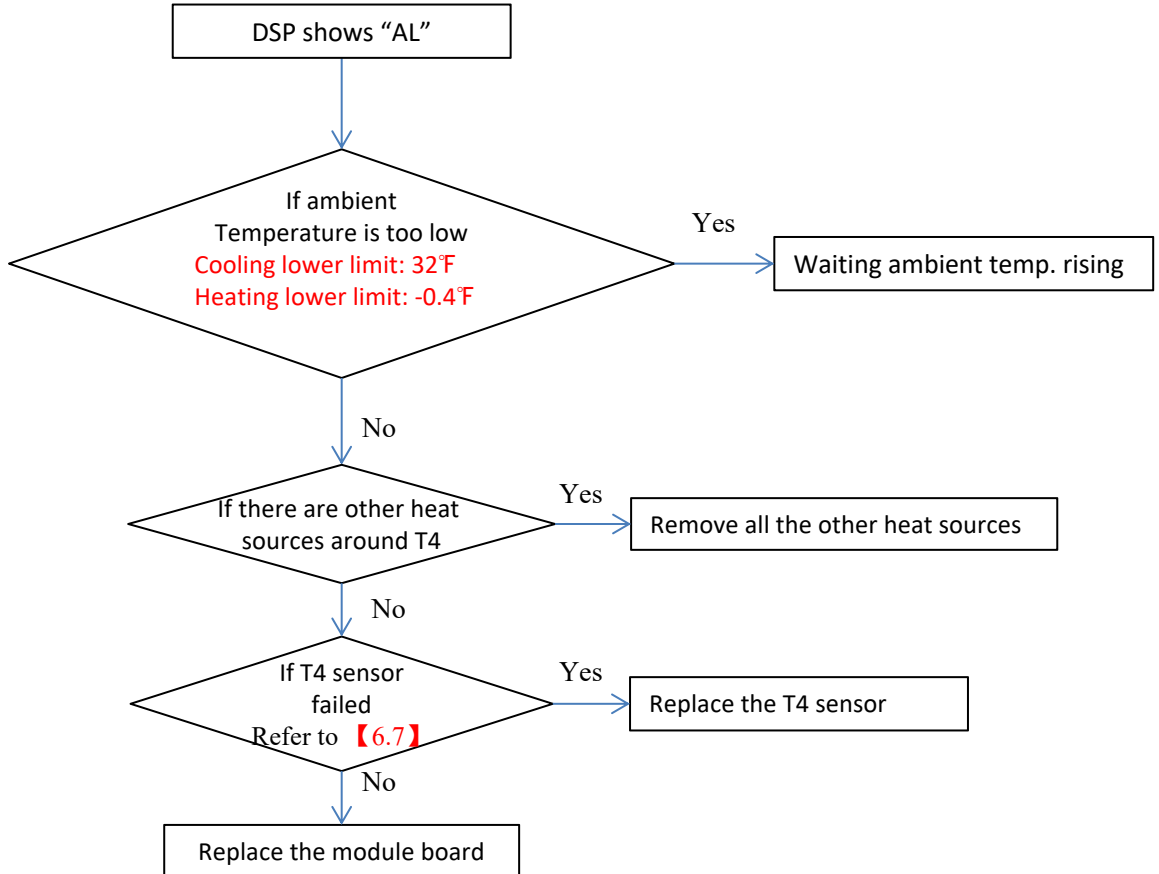 DSP shows “AL”
If ambient
Temperature is too low
Cooling lower limit: 32℉
Heating lower limit: -0.4℉
Yes
Waiting ambient temp. rising
No
If there are other heat
sources around T4
Yes
Remove all the other heat sources
No
If T4 sensor
failed
Refer to 【6.7】
Yes
Replace the T4 sensor
No
Replace the module board